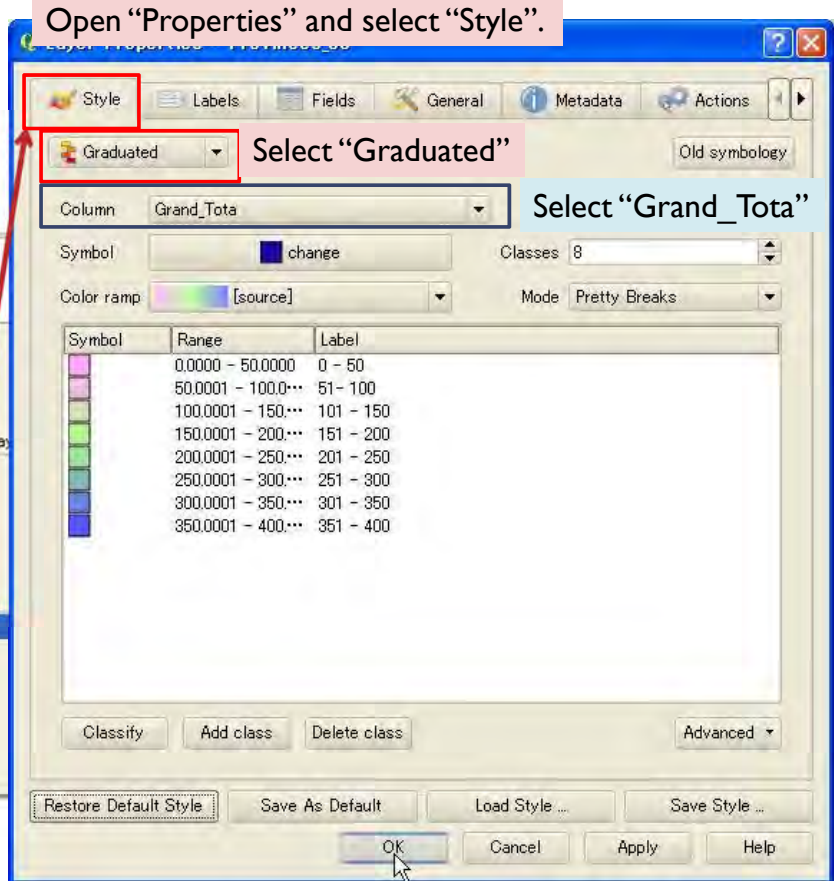 Open “Properties” and select “Style”.
Style Labels Fields General Metadata Actions
Graduated Select “Graduated” Old symbology
Column Grand_Tota Select “Grand_Tota”
Symbol change Classes 8
Color ramp [source] Mode Pretty Breaks
Symbol Range Label
0.0000 - 50.0000 0 - 50
50.0001 - 100.0··· 51- 100
100.0001 - 150.··· 101 - 150
150.0001 - 200.··· 151 - 200
200.0001 - 250.··· 201 - 250
250.0001 - 300.··· 251 - 300
300.0001 - 350.··· 301 - 350
350.0001 - 400.··· 351 - 400
Classify Add class Delete class Advanced
Restore Default Style Save As Default Load Style ... Save Style ...
OK Cancel Apply Help